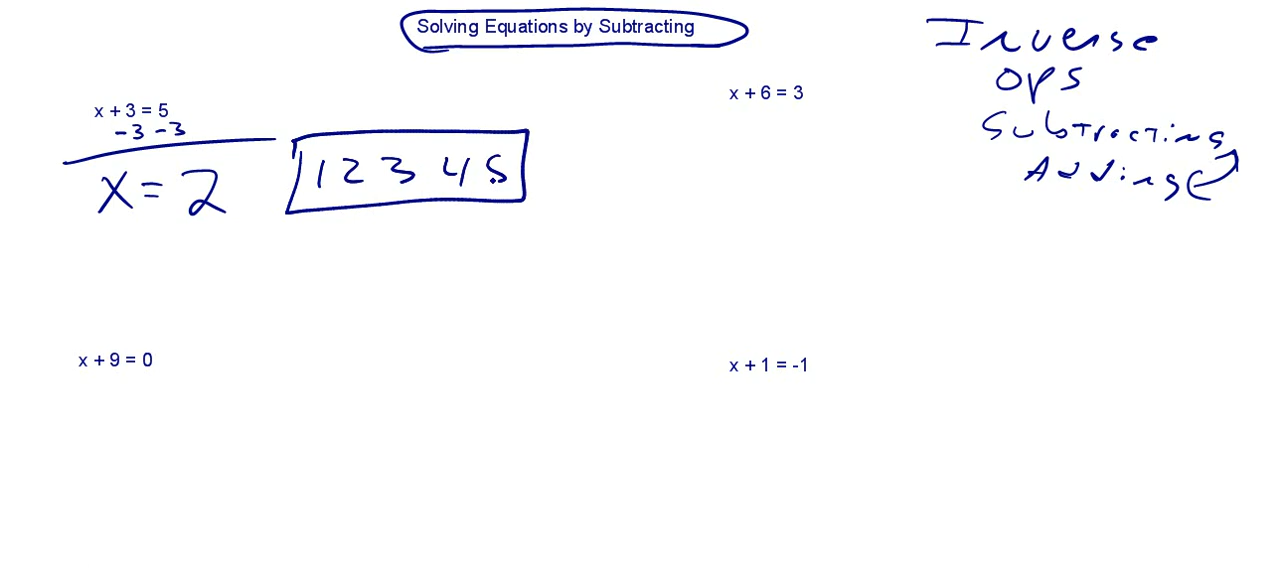 Solving Equations by Subtracting
Inverse
ops
Subtracting
Adding
x + 3 = 5
-3 -3
x = 2
1 2 3 4 5
x + 6 = 3
x + 9 = 0
x + 1 = -1